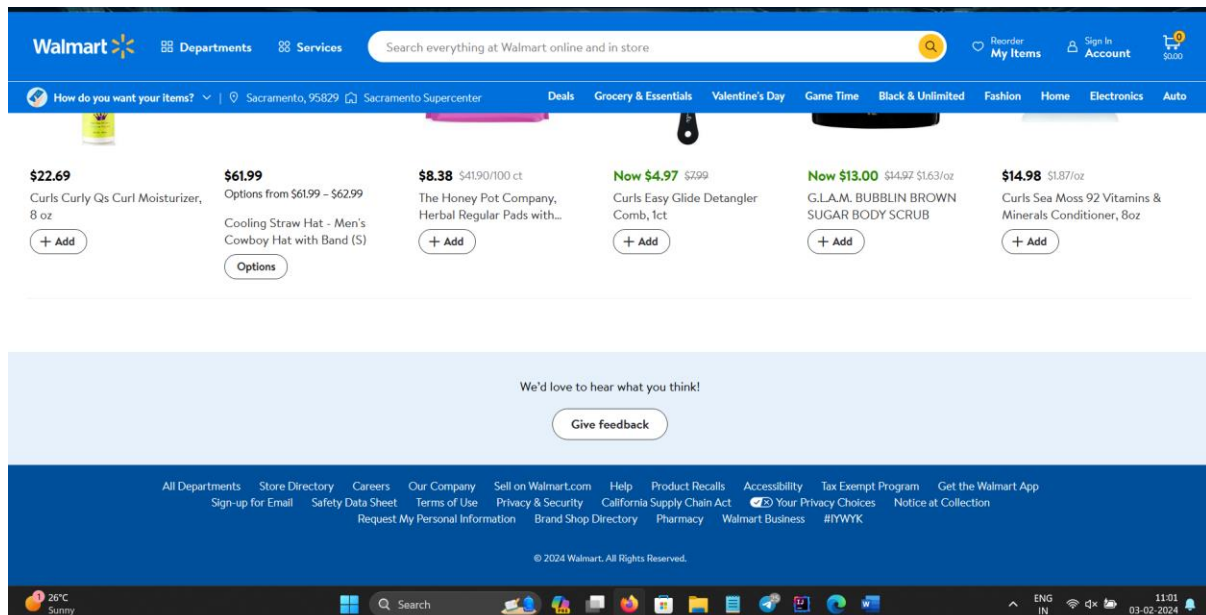 Walmart
Departments
Services
Search everything at Walmart online and in store
Reorder
My Items
Sign In
Account
0
$0.00
How do you want your items?
Sacramento, 95829
Sacramento Supercenter
Deals
Grocery & Essentials
Valentine's Day
Game Time
Black & Unlimited
Fashion
Home
Electronics
Auto
$22.69
Curls Curly Qs Curl Moisturizer,
8 oz
+ Add
$61.99
Options from $61.99 – $62.99
Cooling Straw Hat - Men's
Cowboy Hat with Band (S)
Options
$8.38 $41.90/100 ct
The Honey Pot Company,
Herbal Regular Pads with...
+ Add
Now $4.97 $7.99
Curls Easy Glide Detangler
Comb, 1ct
+ Add
Now $13.00 $14.97 $1.63/oz
G.L.A.M. BUBBLIN BROWN
SUGAR BODY SCRUB
+ Add
$14.98 $1.87/oz
Curls Sea Moss 92 Vitamins &
Minerals Conditioner, 8oz
+ Add
We'd love to hear what you think!
Give feedback
All Departments Store Directory Careers Our Company Sell on Walmart.com Help Product Recalls Accessibility Tax Exempt Program Get the Walmart App
Sign-up for Email Safety Data Sheet Terms of Use Privacy & Security California Supply Chain Act Your Privacy Choices Notice at Collection
Request My Personal Information Brand Shop Directory Pharmacy Walmart Business #IYWYK
© 2024 Walmart. All Rights Reserved.
1
26°C
Sunny
Search
ENG
IN
11:01
03-02-2024